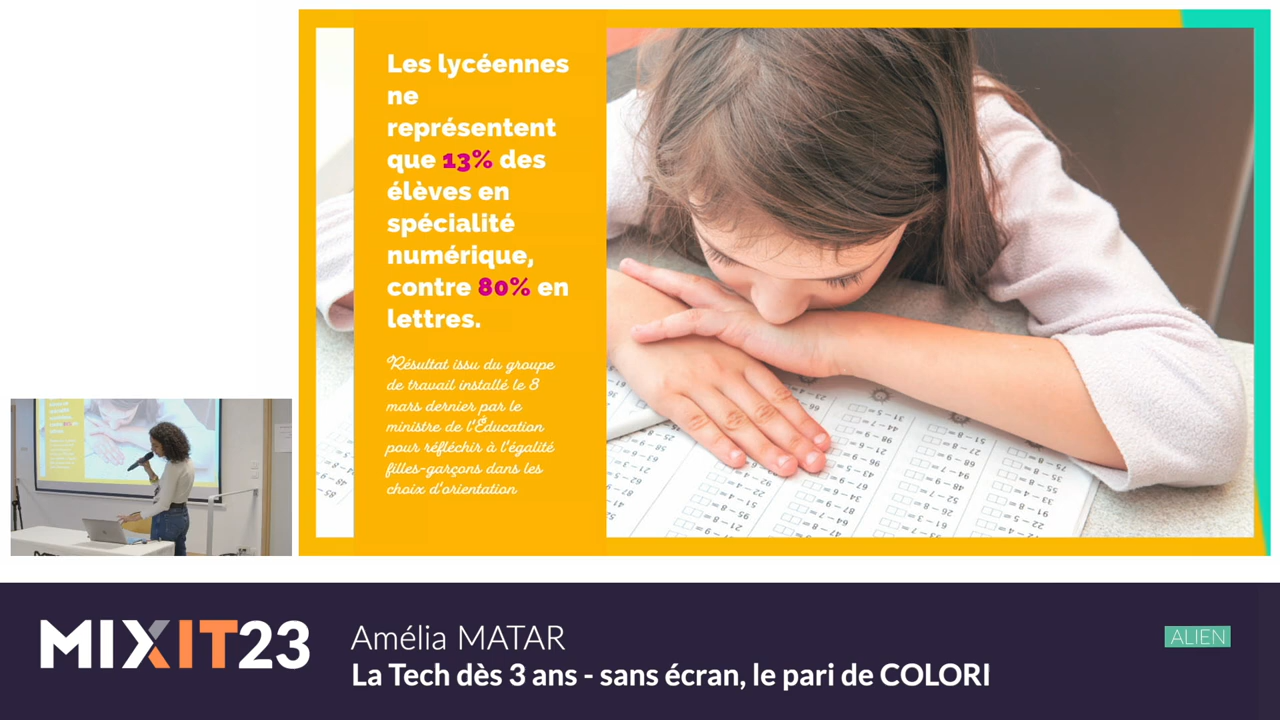 Les lycéennes
ne
représentent
que 13% des
élèves en
spécialité
numérique,
contre 80% en
lettres.
Résultat issu du groupe
de travail installé le 8
mars dernier par le
ministre de l'Éducation
pour réfléchir à l'égalité
filles-garçons dans les
choix d'orientation
MIXIT23
Amélia MATAR
La Tech dès 3 ans - sans écran, le pari de COLORI
ALIEN